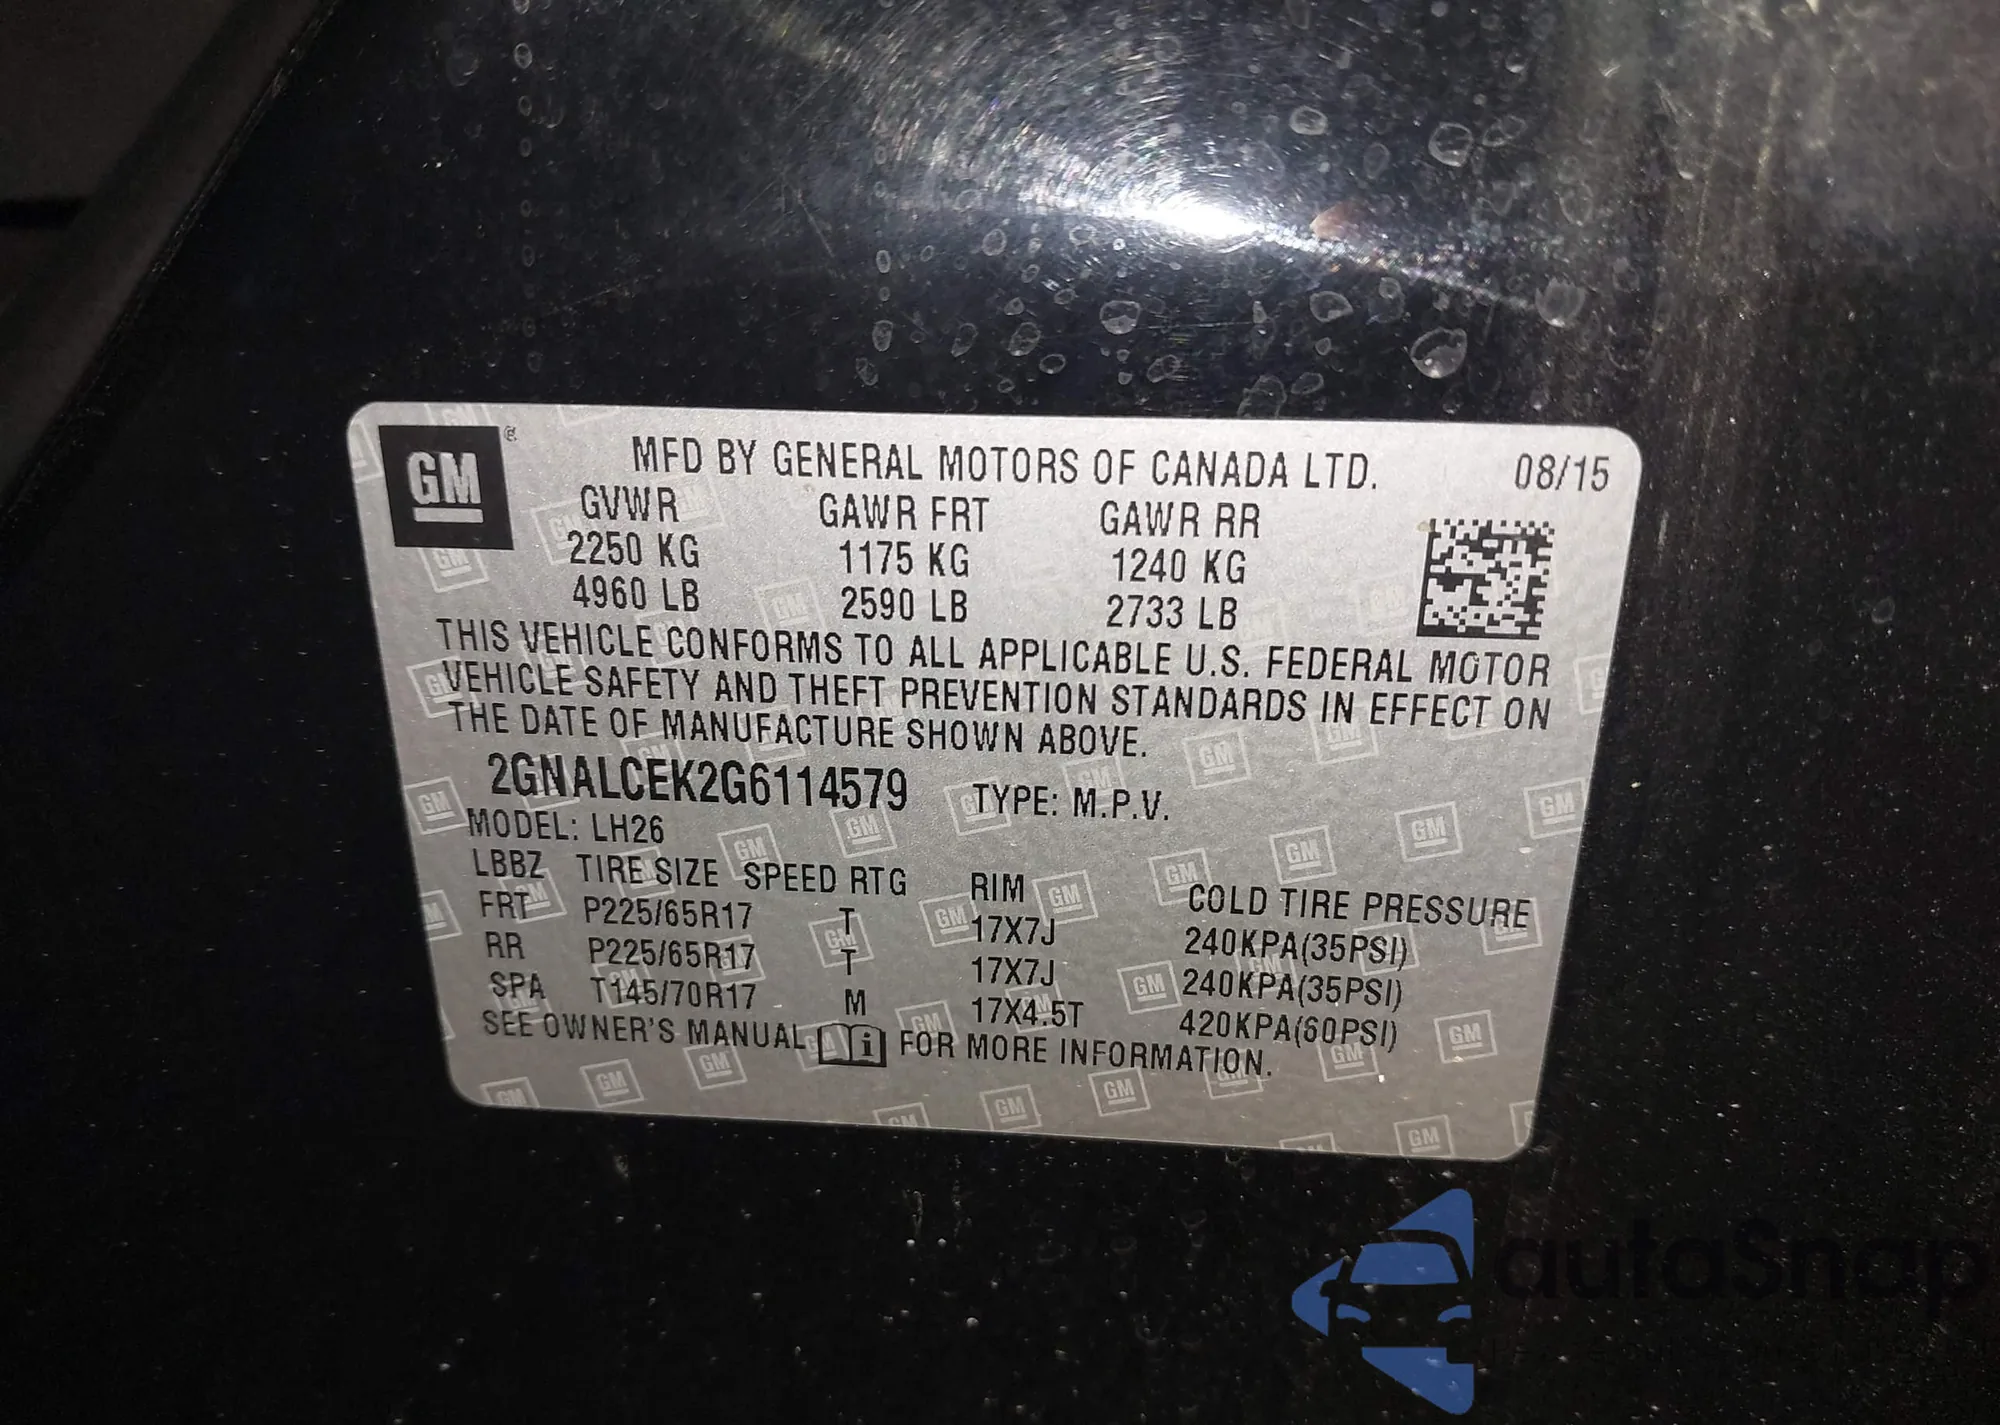 GM
MFD BY GENERAL MOTORS OF CANADA LTD. 08/15
GVWR GAWR FRT GAWR RR
2250 KG 1175 KG 1240 KG
4960 LB 2590 LB 2733 LB
THIS VEHICLE CONFORMS TO ALL APPLICABLE U.S. FEDERAL MOTOR
VEHICLE SAFETY AND THEFT PREVENTION STANDARDS IN EFFECT ON
THE DATE OF MANUFACTURE SHOWN ABOVE.
2GNALCEK2G6114579 TYPE: M.P.V.
MODEL: LH26
LBBZ TIRE SIZE SPEED RTG RIM COLD TIRE PRESSURE
FRT P225/65R17 T 17X7J 240KPA(35PSI)
RR P225/65R17 T 17X7J 240KPA(35PSI)
SPA T145/70R17 M 17X4.5T 420KPA(60PSI)
SEE OWNER'S MANUAL FOR MORE INFORMATION.
autoSnap